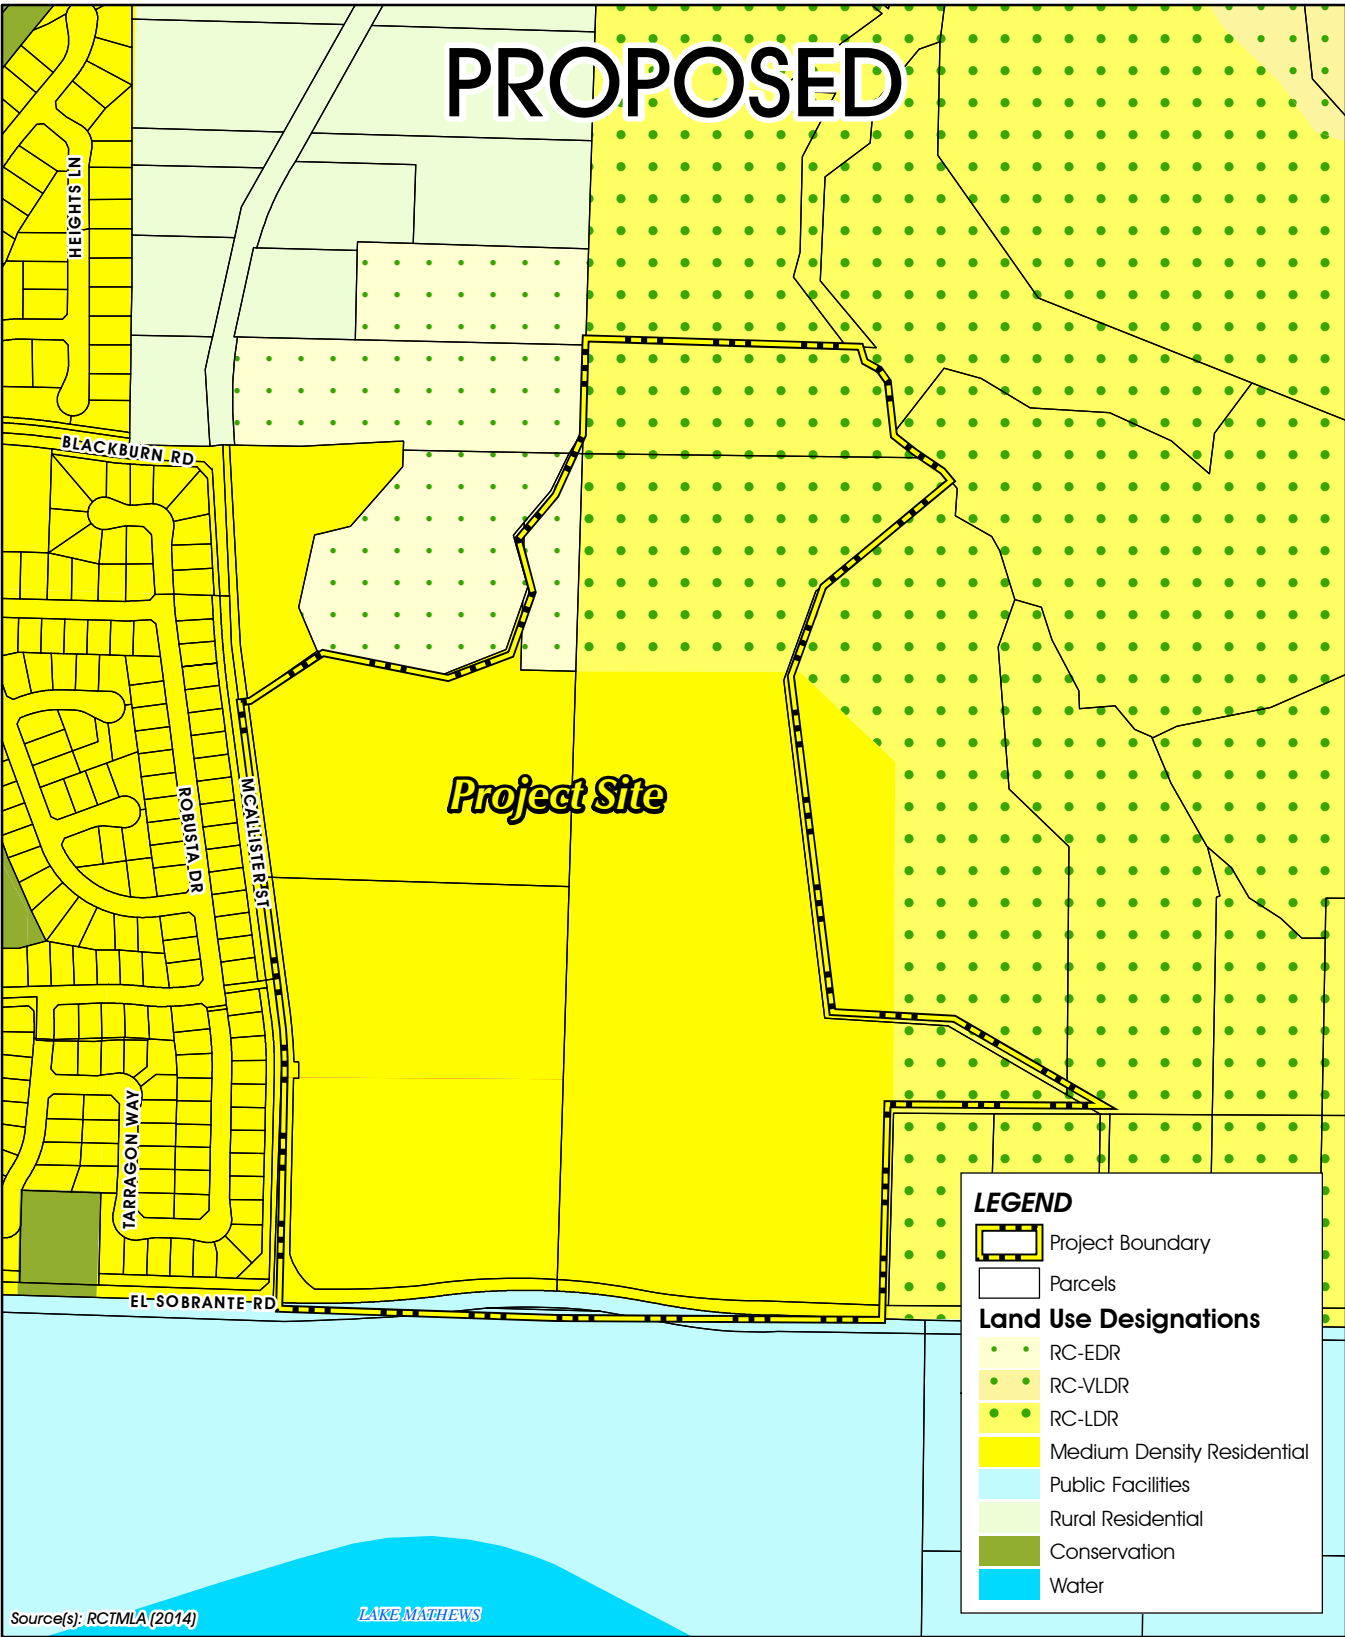 PROPOSED
HEIGHTS LN
BLACKBURN RD
Project Site
MCALLISTER ST
ROBUSTA DR
TARRAGON WAY
EL SOBRANTE RD
LEGEND
Project Boundary
Parcels
Land Use Designations
RC-EDR
RC-VLDR
RC-LDR
Medium Density Residential
Public Facilities
Rural Residential
Conservation
Water
Source(s): RCTMLA (2014)
LAKE MATHEWS